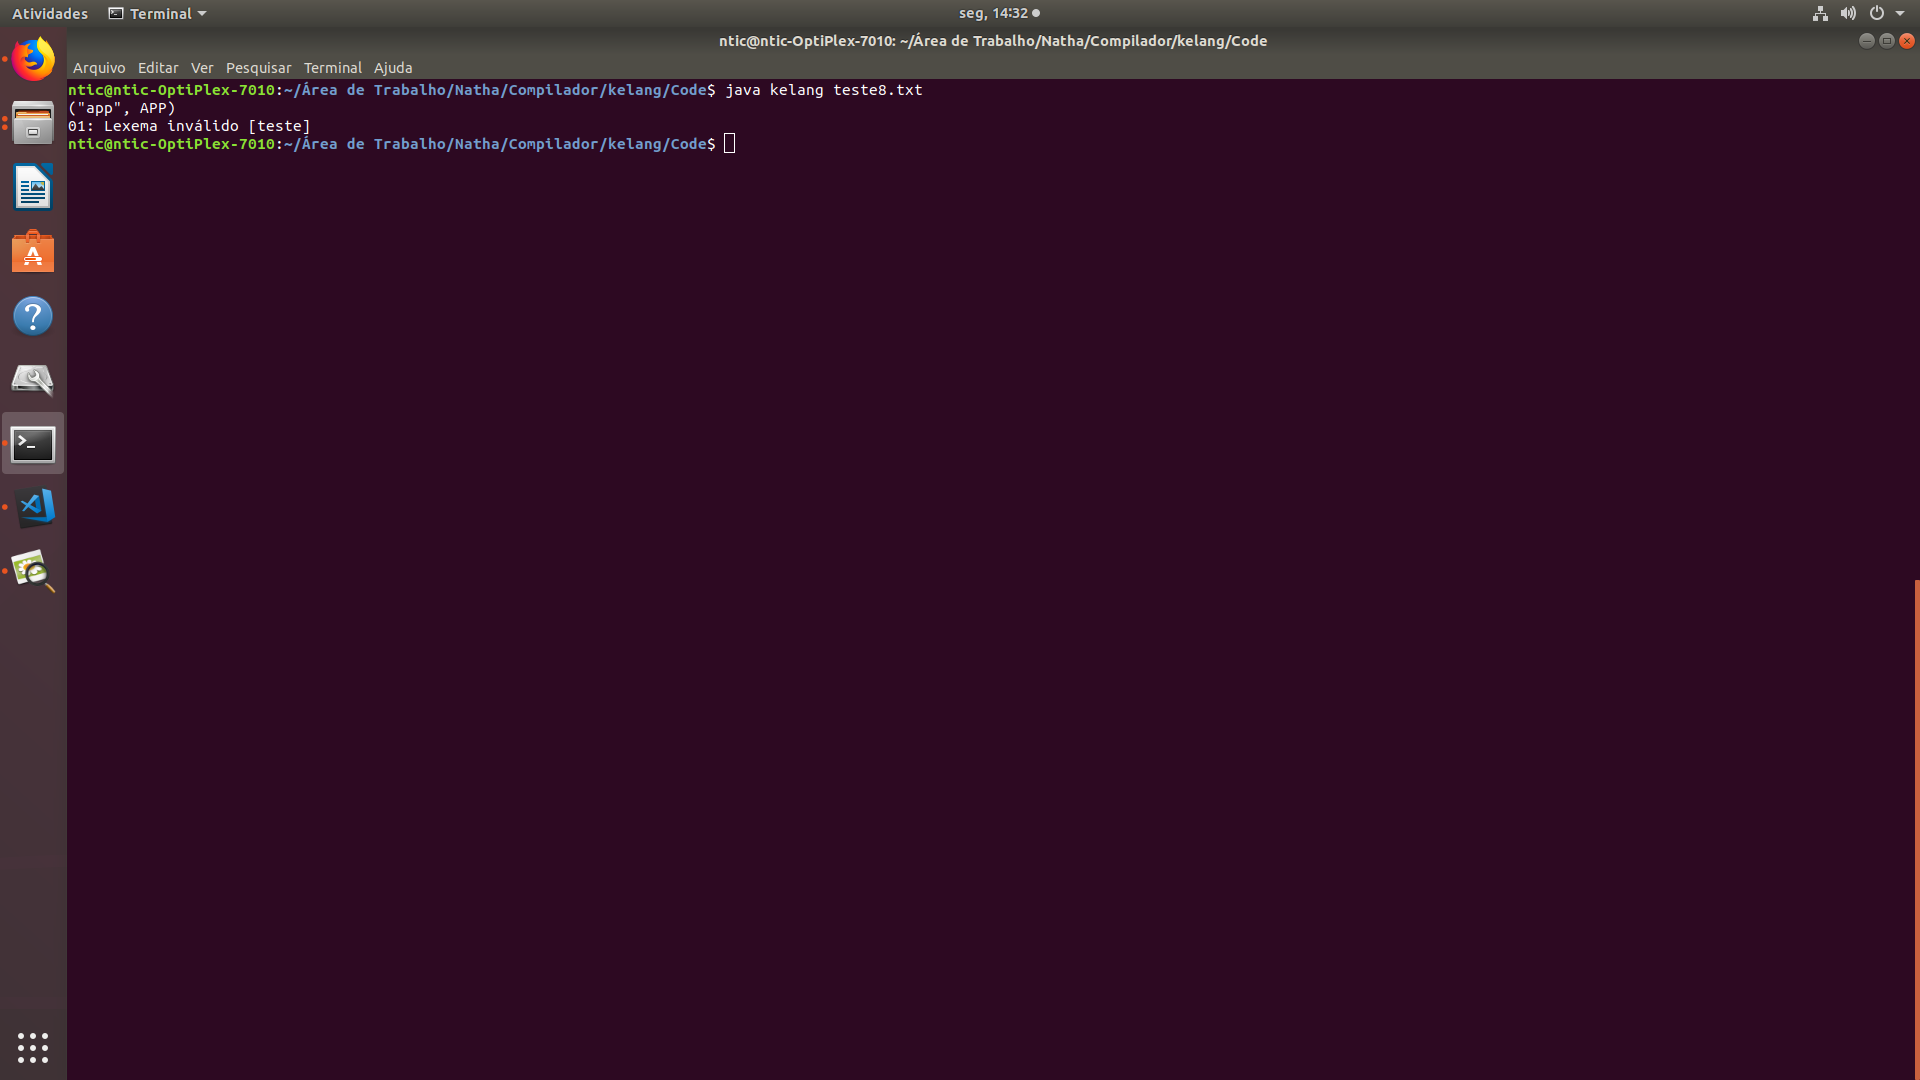 Atividades Terminal seg, 14:32
ntic@ntic-OptiPlex-7010: ~/Área de Trabalho/Natha/Compilador/kelang/Code
Arquivo Editar Ver Pesquisar Terminal Ajuda
ntic@ntic-OptiPlex-7010:~/Área de Trabalho/Natha/Compilador/kelang/Code$ java kelang teste8.txt
("app", APP)
01: Lexema inválido [teste]
ntic@ntic-OptiPlex-7010:~/Área de Trabalho/Natha/Compilador/kelang/Code$